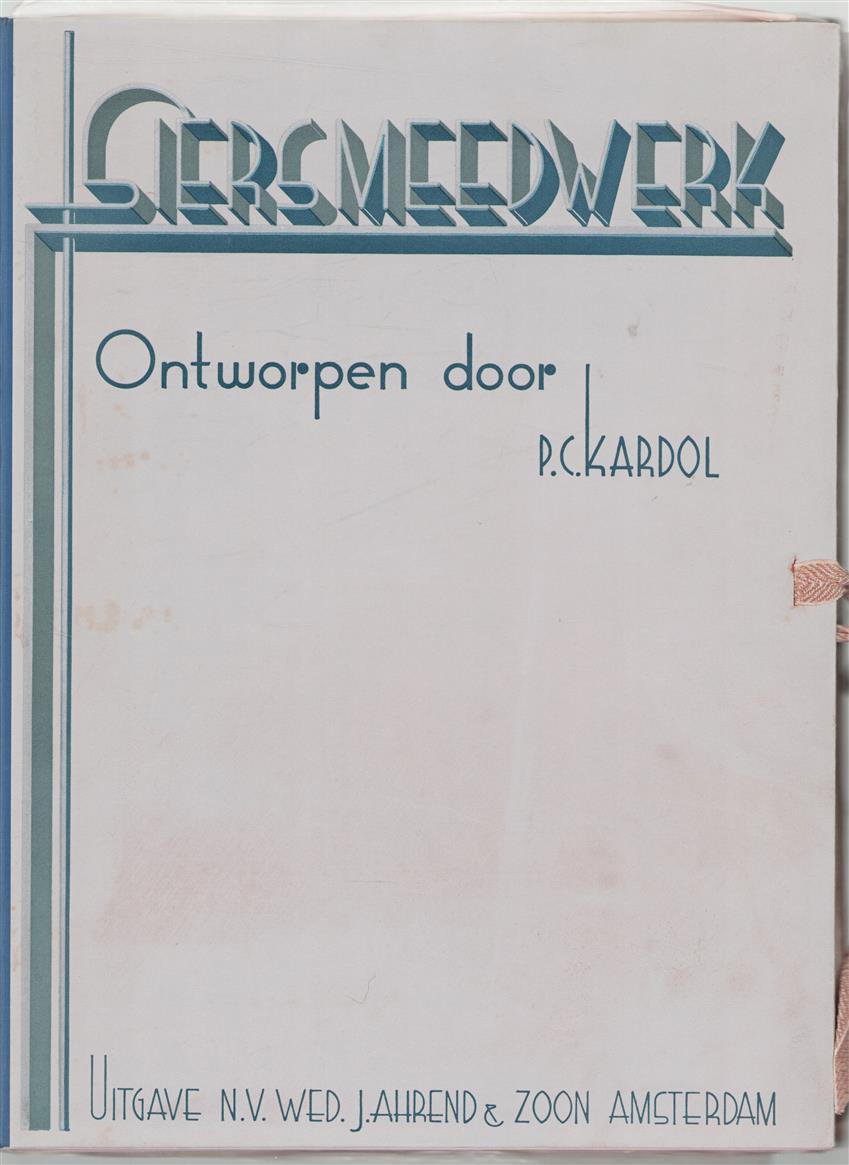 SIERSMEEDWERK
Ontworpen door
P.C. KARDOL
UITGAVE N.V. WED. J. AHREND & ZOON AMSTERDAM